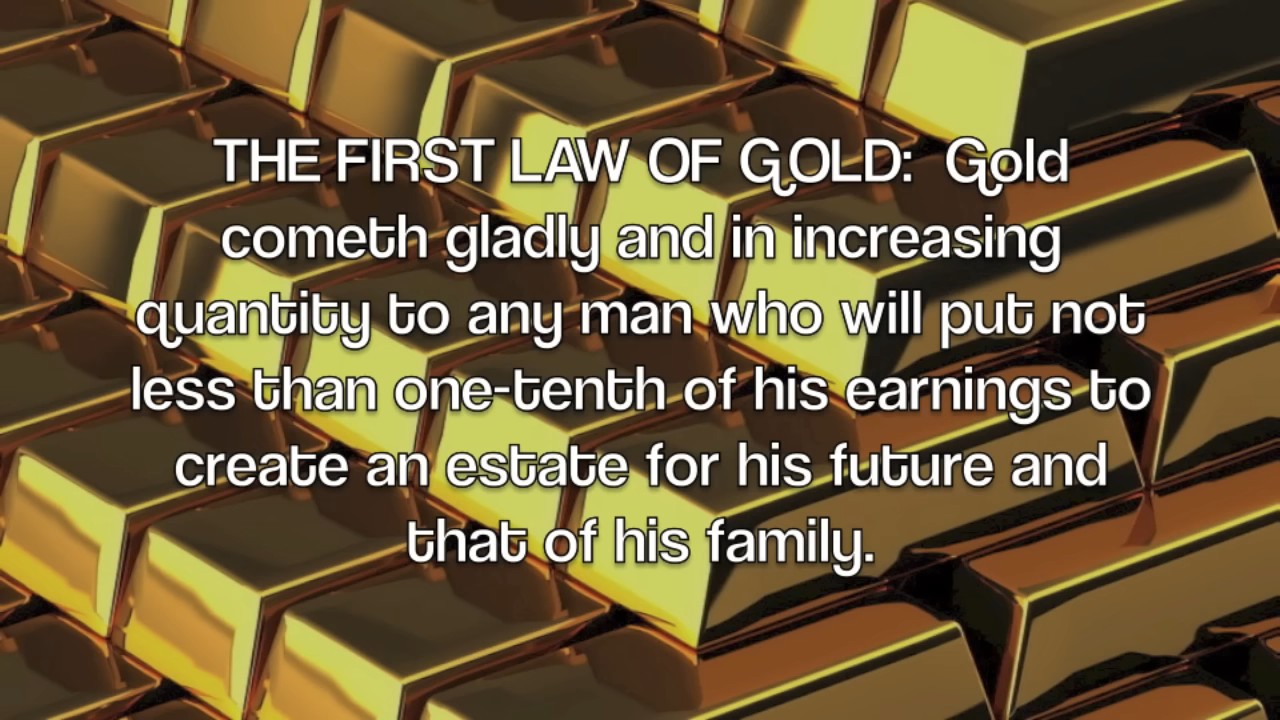 THE FIRST LAW OF GOLD:  Gold
cometh gladly and in increasing
quantity to any man who will put not
less than one-tenth of his earnings to
create an estate for his future and
that of his family.